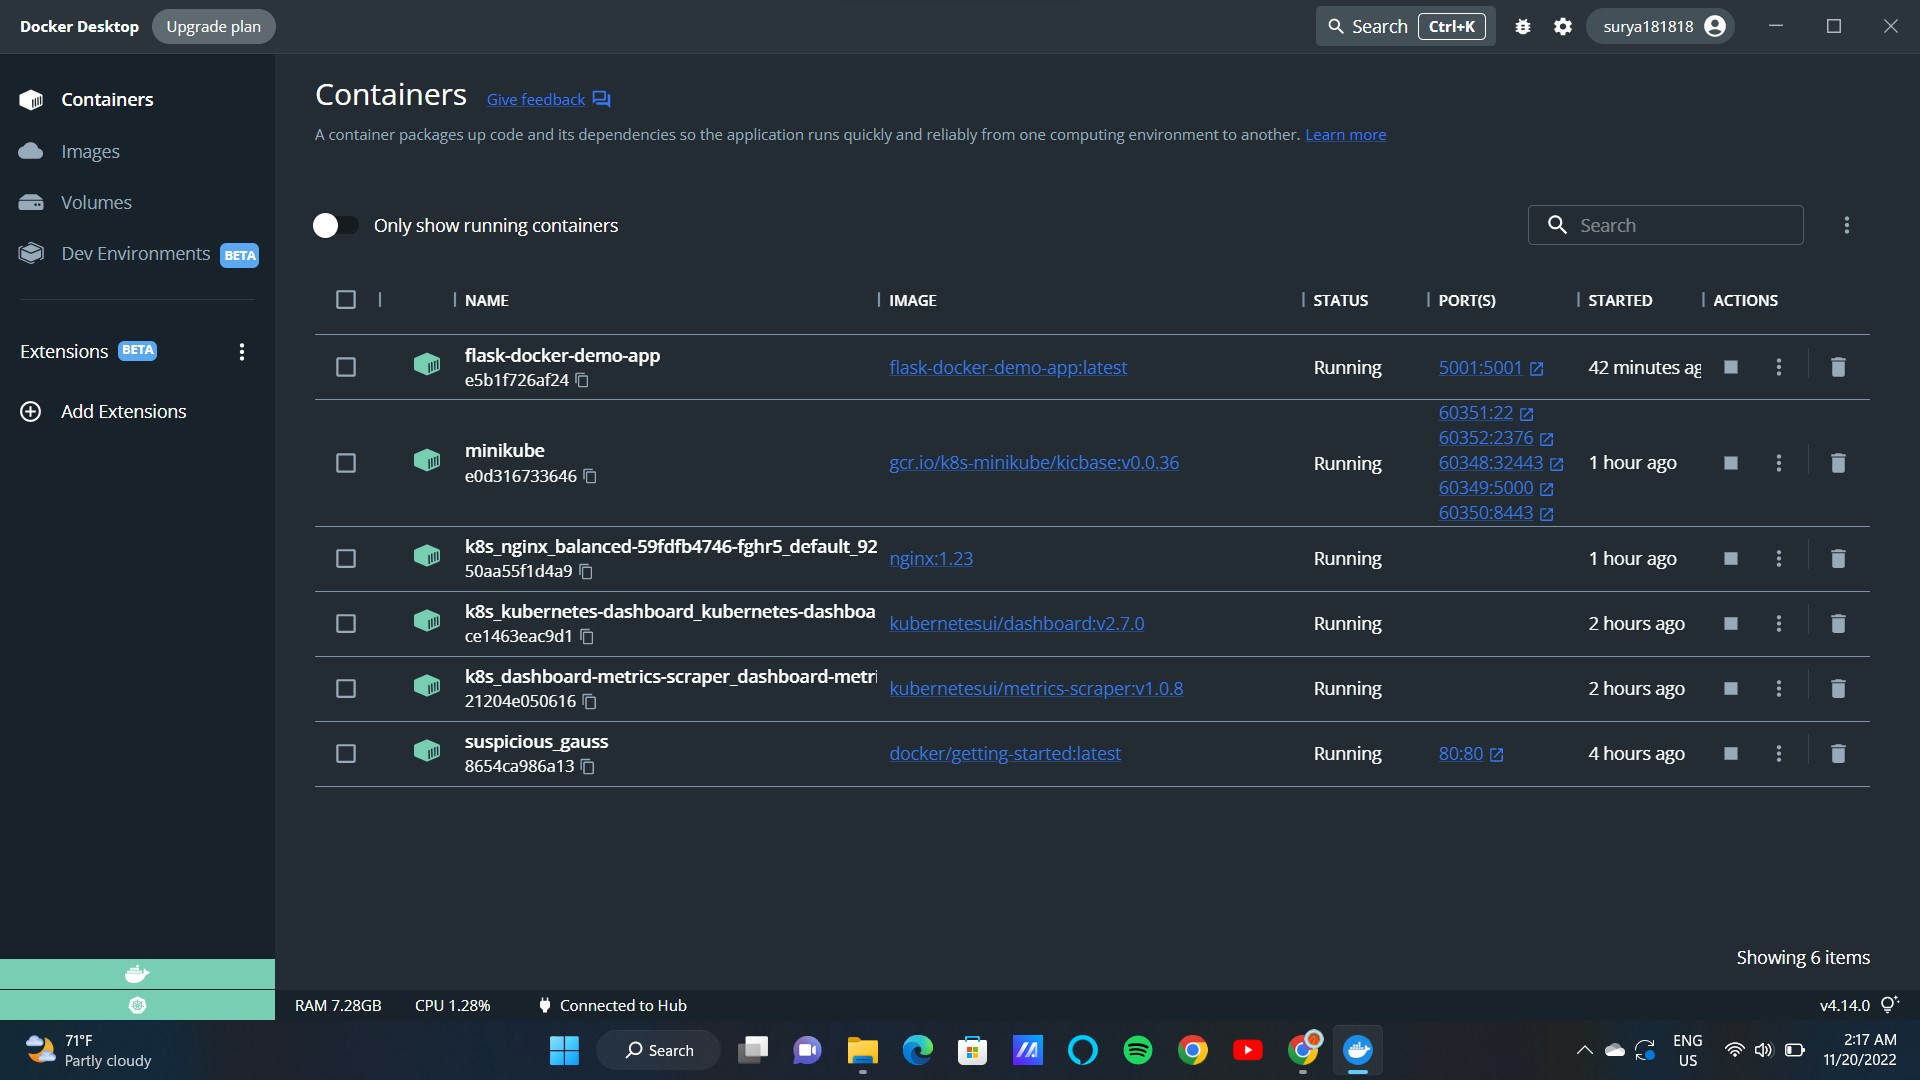 Docker Desktop Upgrade plan Search Ctrl+K surya181818
Containers
Images
Volumes
Dev Environments BETA
Extensions BETA
Add Extensions
Containers Give feedback
A container packages up code and its dependencies so the application runs quickly and reliably from one computing environment to another. Learn more
Only show running containers
Search
NAME IMAGE STATUS PORT(S) STARTED ACTIONS
flask-docker-demo-app
e5b1f726af24
flask-docker-demo-app:latest Running 5001:5001 42 minutes ag
minikube
e0d316733646
gcr.io/k8s-minikube/kicbase:v0.0.36 Running
60351:22
60352:2376
60348:32443
60349:5000
60350:8443
1 hour ago
k8s_nginx_balanced-59fdfb4746-fghr5_default_92
50aa55f1d4a9
nginx:1.23 Running 1 hour ago
k8s_kubernetes-dashboard_kubernetes-dashboa
ce1463eac9d1
kubernetesui/dashboard:v2.7.0 Running 2 hours ago
k8s_dashboard-metrics-scraper_dashboard-metri
21204e050616
kubernetesui/metrics-scraper:v1.0.8 Running 2 hours ago
suspicious_gauss
8654ca986a13
docker/getting-started:latest Running 80:80 4 hours ago
Showing 6 items
RAM 7.28GB CPU 1.28% Connected to Hub v4.14.0
71°F
Partly cloudy
Search
ENG
US
2:17 AM
11/20/2022